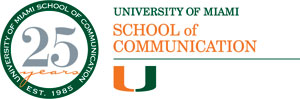 UNIVERSITY OF MIAMI SCHOOL OF COMMUNICATION
25
years
EST. 1985
UNIVERSITY OF MIAMI
SCHOOL of
COMMUNICATION
U